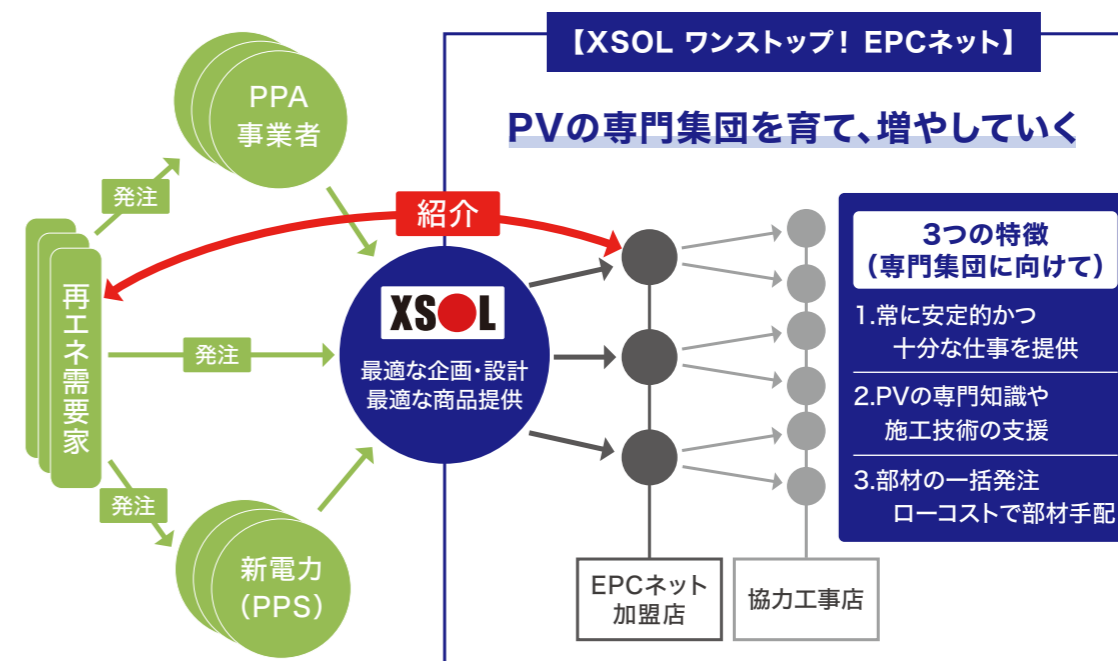 【XSOL ワンストップ! EPCネット】
PVの専門集団を育て、増やしていく
PPA
事業者
発注
紹介
再エネ需要家
発注
XSOL
最適な企画・設計
最適な商品提供
発注
新電力
(PPS)
EPCネット
加盟店
協力工事店
3つの特徴
(専門集団に向けて)
1.常に安定的かつ
十分な仕事を提供
2.PVの専門知識や
施工技術の支援
3.部材の一括発注
ローコストで部材手配